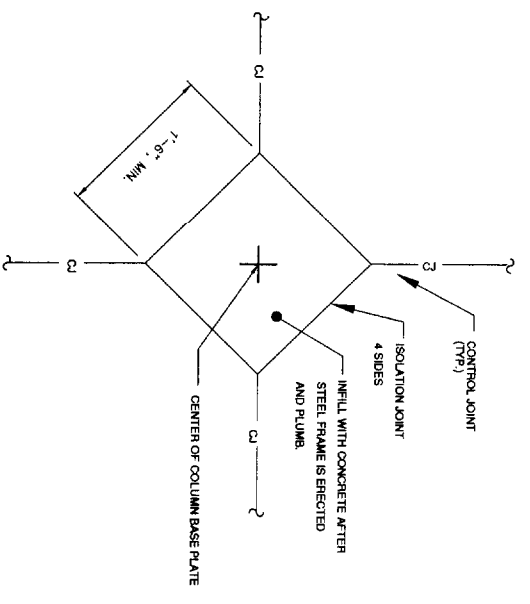 CONTROL JOINT
(TYP.)
ISOLATION JOINT
4 SIDES
INFILL WITH CONCRETE AFTER
STEEL FRAME IS ERECTED
AND PLUMB.
CENTER OF COLUMN BASE PLATE
CJ
CJ
CJ
CJ
1'-6", MIN.